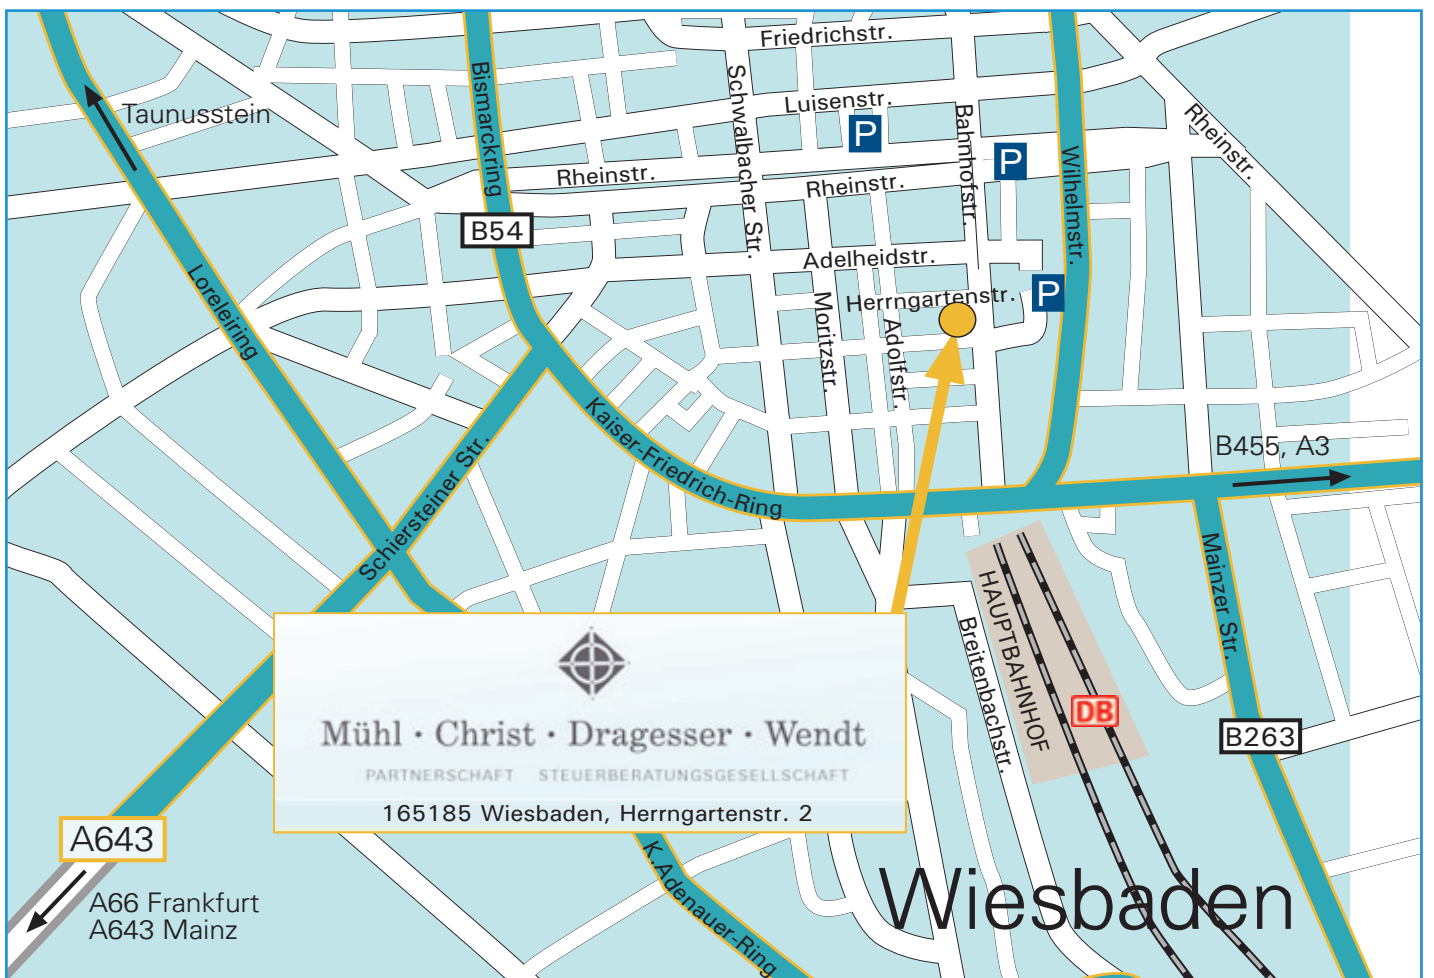 Friedrichstr.
Taunusstein
Bismarckring
Schwalbacher Str.
Luisenstr.
P
Bahnhofstr.
Rheinstr.
P
Wilhelmstr.
Rheinstr.
Rheinstr.
B54
Adelheidstr.
Loreleiring
Herrngartenstr.
P
Moritzstr.
Adolfstr.
Kaiser-Friedrich-Ring
Schiersteiner Str.
B455, A3
Mainzer Str.
HAUPTBAHNHOF
Breitenbachstr.
DB
B263
Mühl · Christ · Dragesser · Wendt
PARTNERSCHAFT STEUERBERATUNGSGESELLSCHAFT
165185 Wiesbaden, Herrngartenstr. 2
A643
K.Adenauer-Ring
Wiesbaden
A66 Frankfurt
A643 Mainz